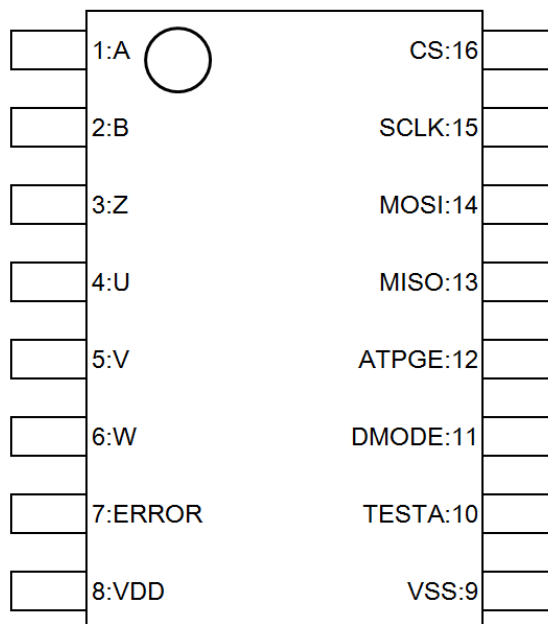 1:A CS:16
2:B SCLK:15
3:Z MOSI:14
4:U MISO:13
5:V ATPGE:12
6:W DMODE:11
7:ERROR TESTA:10
8:VDD VSS:9